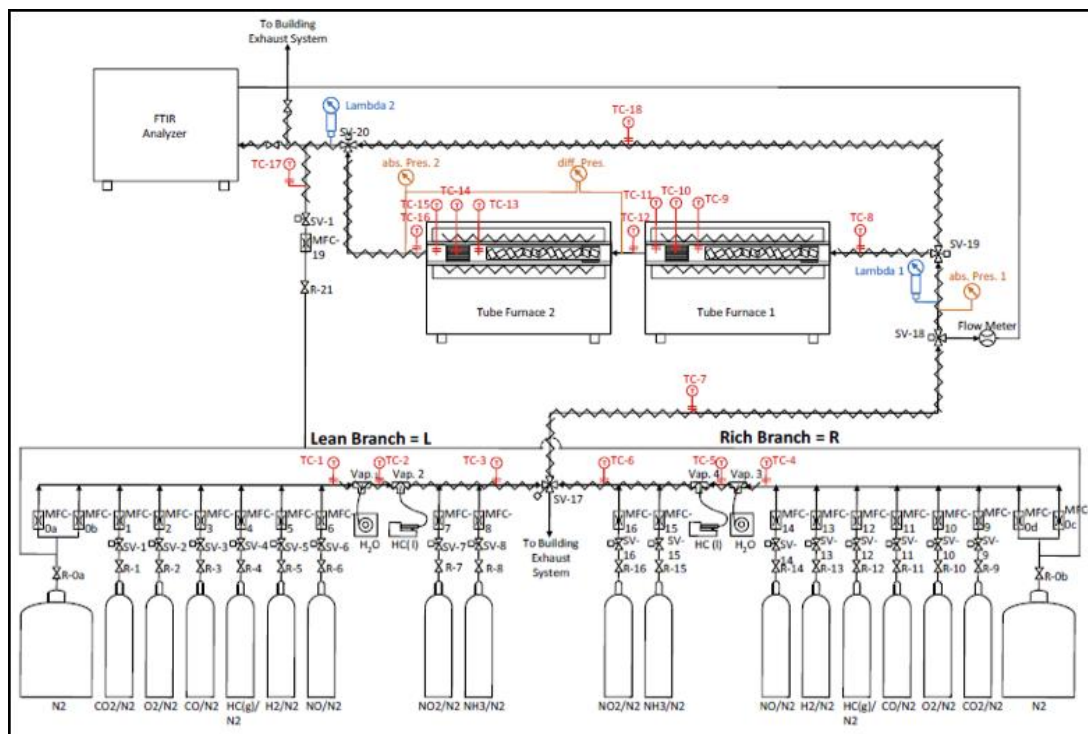 To Building
Exhaust System
FTIR
Analyzer
Lambda 2
SV-20
TC-18
TC-17
abs. Pres. 2
diff. Pres.
TC-14
TC-15
TC-13
TC-16
TC-11
TC-10
TC-9
TC-12
TC-8
SV-19
SV-1
MFC-
19
R-21
Lambda 1
abs. Pres. 1
Tube Furnace 2
Tube Furnace 1
Flow Meter
SV-18
TC-7
Lean Branch = L
Rich Branch = R
TC-1
TC-2
TC-3
TC-6
TC-5
TC-4
Vap.
Vap. 2
Vap. 4
Vap. 3
SV-17
MFC-
0a
MFC-
0b
MFC-
1
MFC-
2
MFC-
3
MFC-
4
MFC-
5
MFC-
6
H2O
HC( l )
MFC-
7
MFC-
8
To Building
Exhaust
System
MFC-
16
MFC-
15
HC (l)
H2O
MFC-
14
MFC-
13
MFC-
12
MFC-
11
MFC-
10
MFC-
9
MFC-
0d
MFC-
0c
SV-1
SV-2
SV-3
SV-4
SV-5
SV-6
SV-7
SV-8
SV-
16
SV-
15
SV-
14
SV-
13
SV-
12
SV-
11
SV-
10
SV-
9
R-0a
R-1
R-2
R-3
R-4
R-5
R-6
R-7
R-8
R-16
R-15
R-14
R-13
R-12
R-11
R-10
R-9
R-0b
N2
CO2/N2
O2/N2
CO/N2
HC(g)/
N2
H2/N2
NO/N2
NO2/N2
NH3/N2
NO2/N2
NH3/N2
NO/N2
H2/N2
HC(g)/
N2
CO/N2
O2/N2
CO2/N2
N2